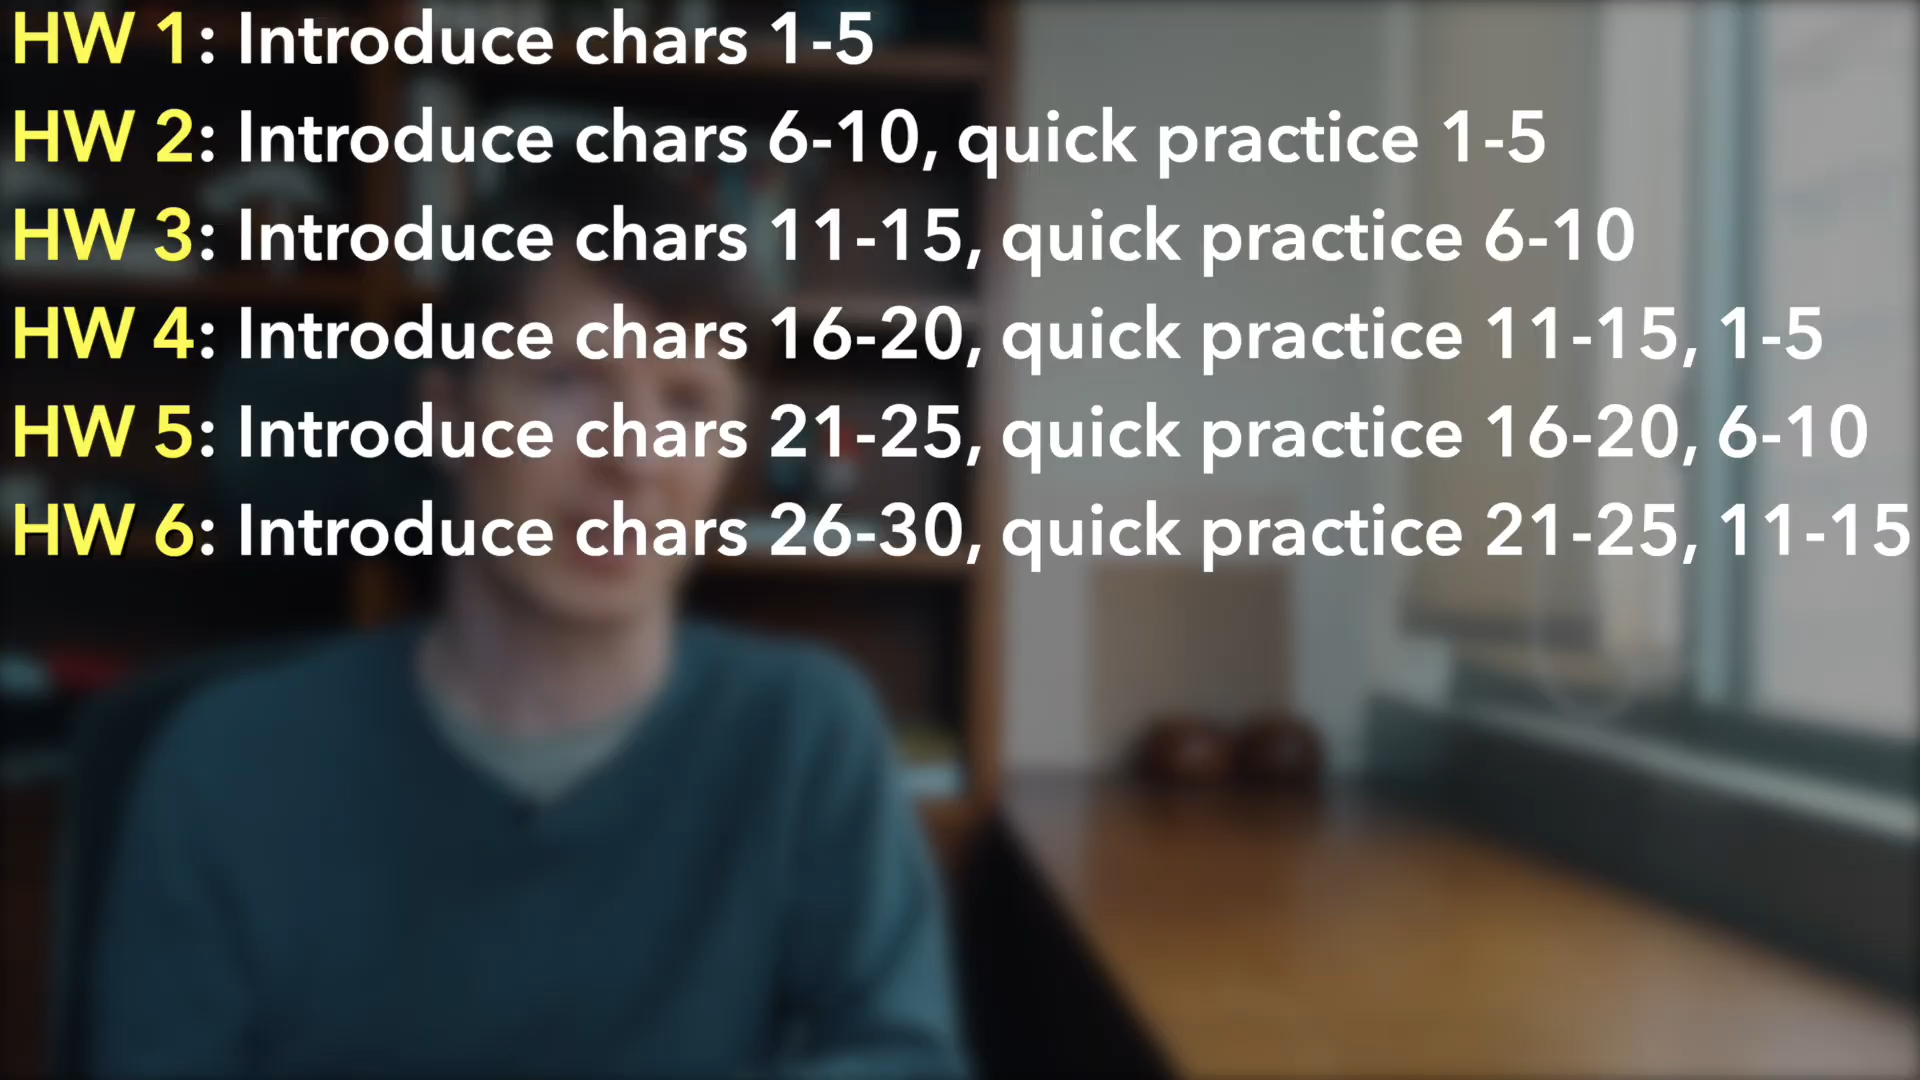 HW 1: Introduce chars 1-5
HW 2: Introduce chars 6-10, quick practice 1-5
HW 3: Introduce chars 11-15, quick practice 6-10
HW 4: Introduce chars 16-20, quick practice 11-15, 1-5
HW 5: Introduce chars 21-25, quick practice 16-20, 6-10
HW 6: Introduce chars 26-30, quick practice 21-25, 11-15